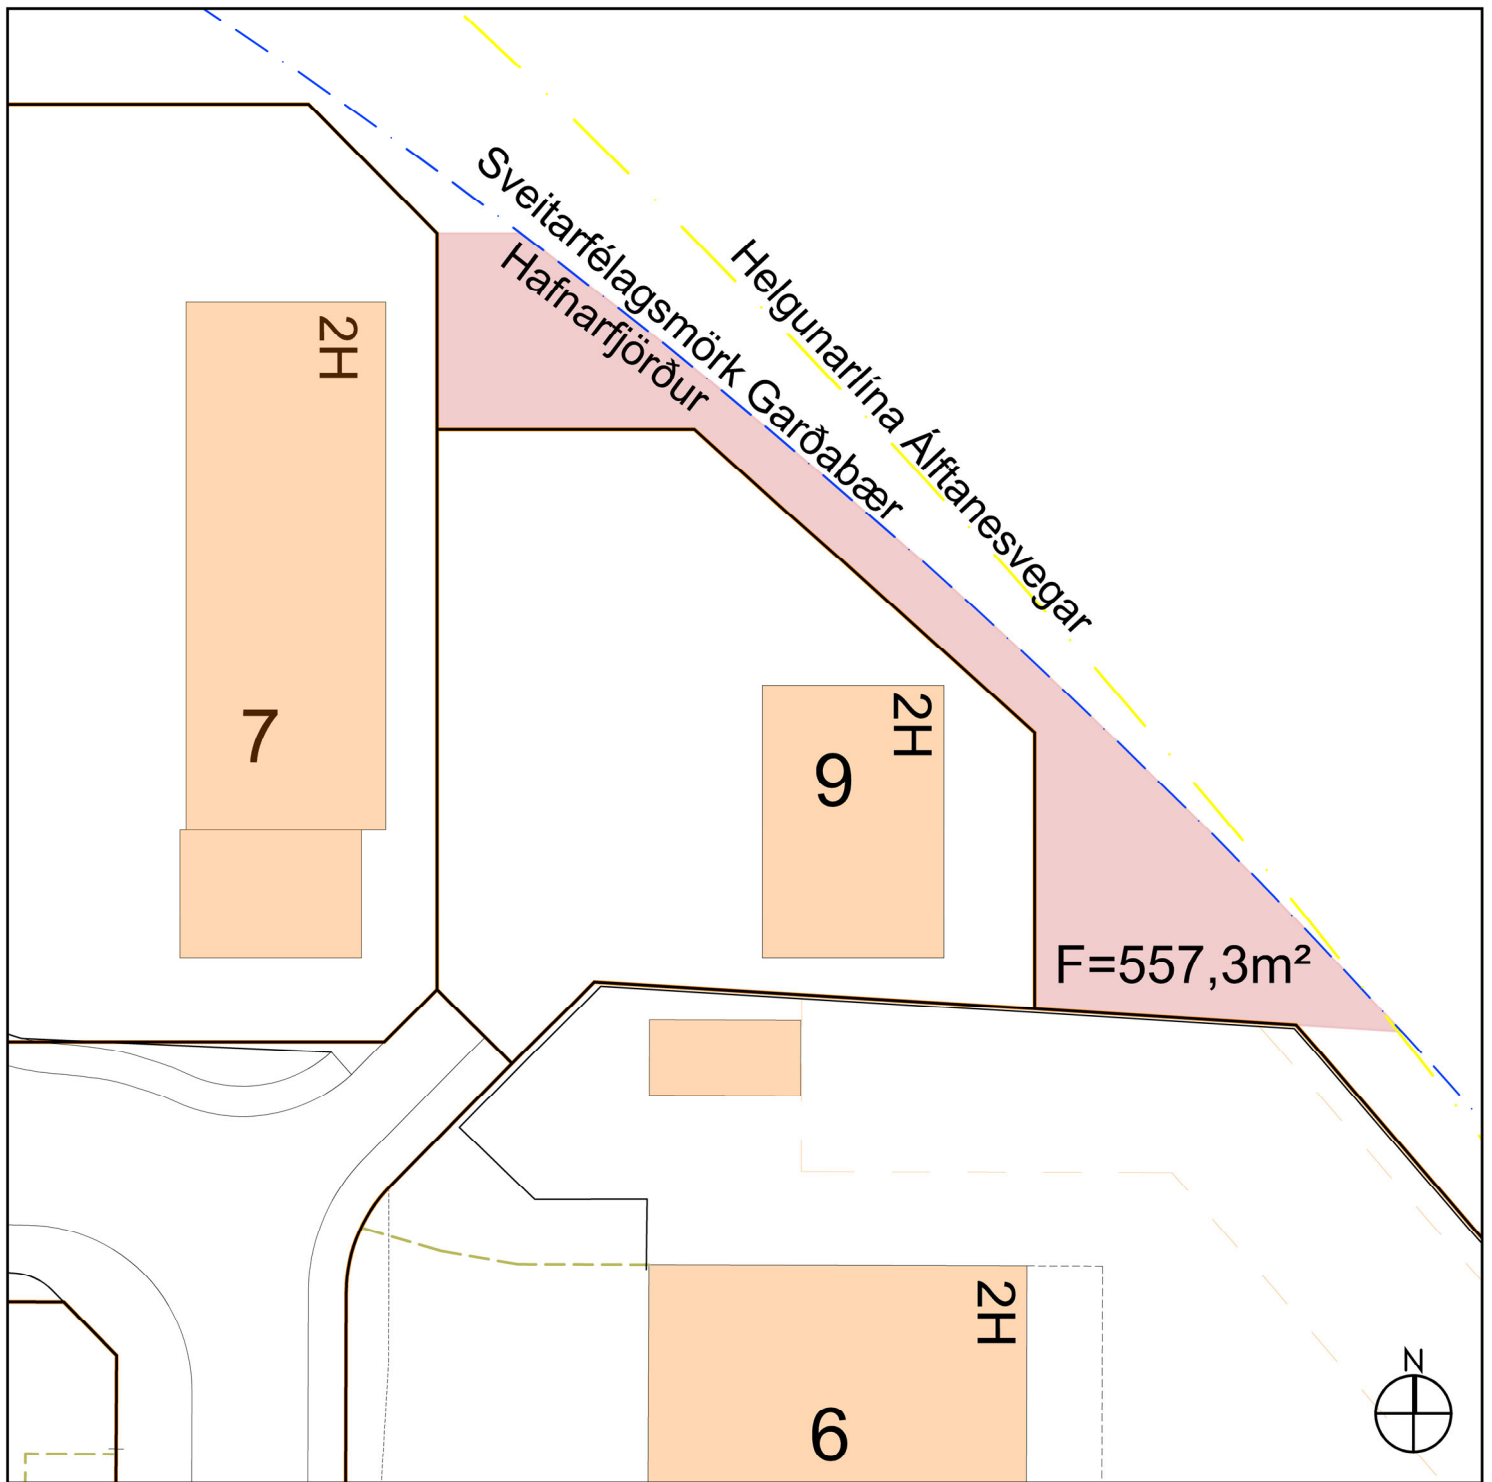 Sveitarfélagsmörk Garðabær
Hafnarfjörður
Helgunarlína Álftanesvegar
2H
7
2H
9
F=557,3m²
2H
6
N